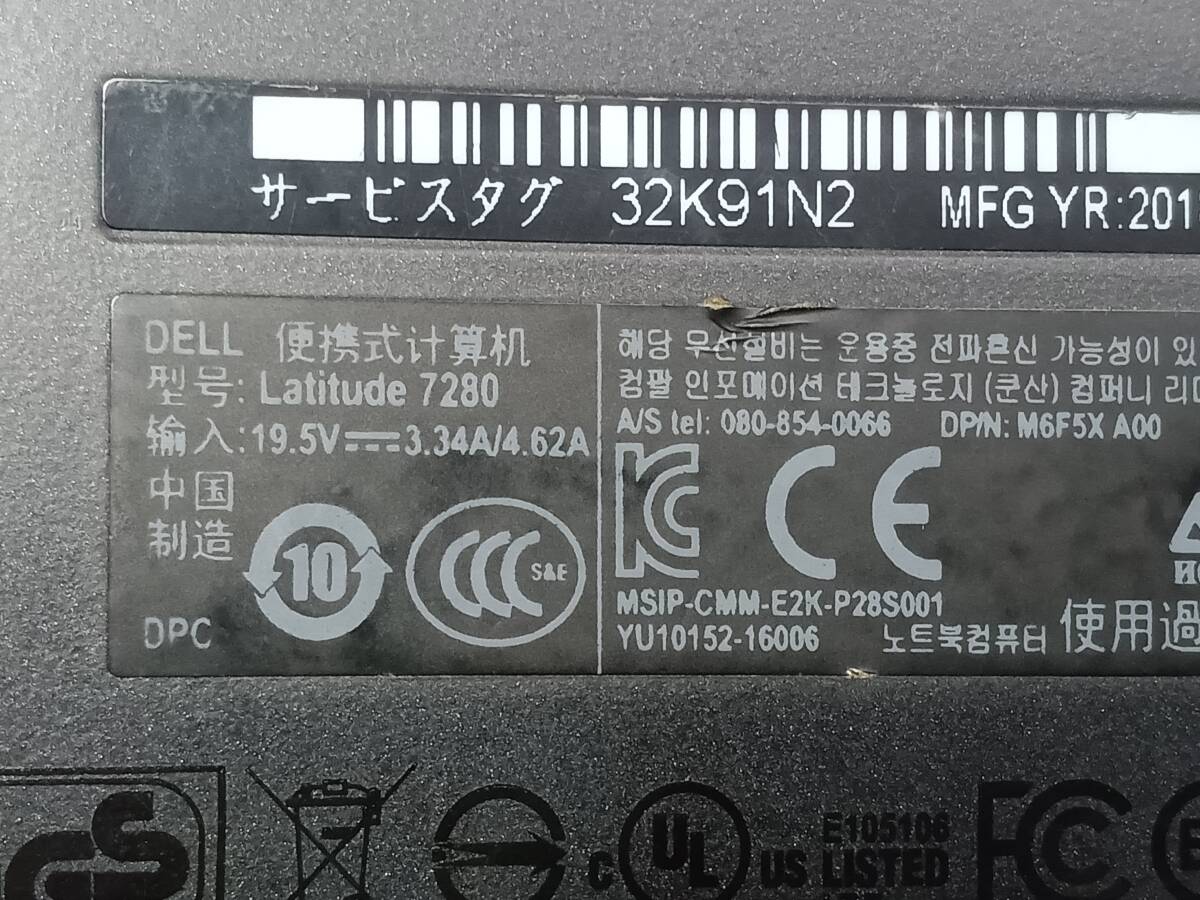 サービスタグ 32K91N2 MFG YR:201
DELL 便携式计算机
型号: Latitude 7280
输入:19.5V 3.34A/4.62A
中国
制造
10
CCC S&E
DPC
해당 무선설비는 운용중 전파혼신 가능성이 있
컴팔 인포메이션 테크놀로지 (쿤산) 컴퍼니 리미
A/S tel: 080-854-0066 DP/N: M6F5X A00
KC CE
MSIP-CMM-E2K-P28S001
YU10152-16006 노트북컴퓨터 使用過
GS
C UL US LISTED
E105106
FC